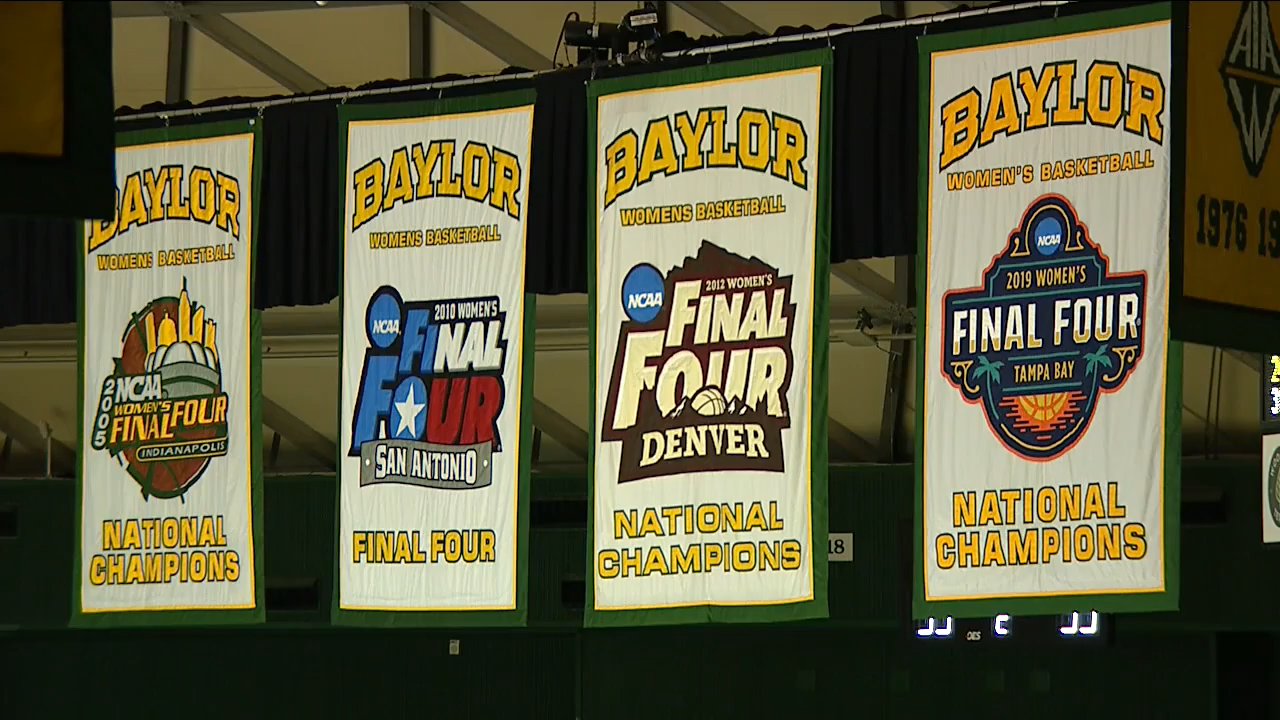 BAYLOR
WOMENS BASKETBALL
2005
NCAA
WOMEN'S
FINAL FOUR
INDIANAPOLIS
NATIONAL
CHAMPIONS
BAYLOR
WOMENS BASKETBALL
NCAA
2010 WOMEN'S
FINAL
FOUR
SAN ANTONIO
FINAL FOUR
BAYLOR
WOMENS BASKETBALL
NCAA
2012 WOMEN'S
FINAL
FOUR
DENVER
NATIONAL
CHAMPIONS
BAYLOR
WOMEN'S BASKETBALL
NCAA
2019 WOMEN'S
FINAL FOUR
TAMPA BAY
NATIONAL
CHAMPIONS
AIAW
1976
18